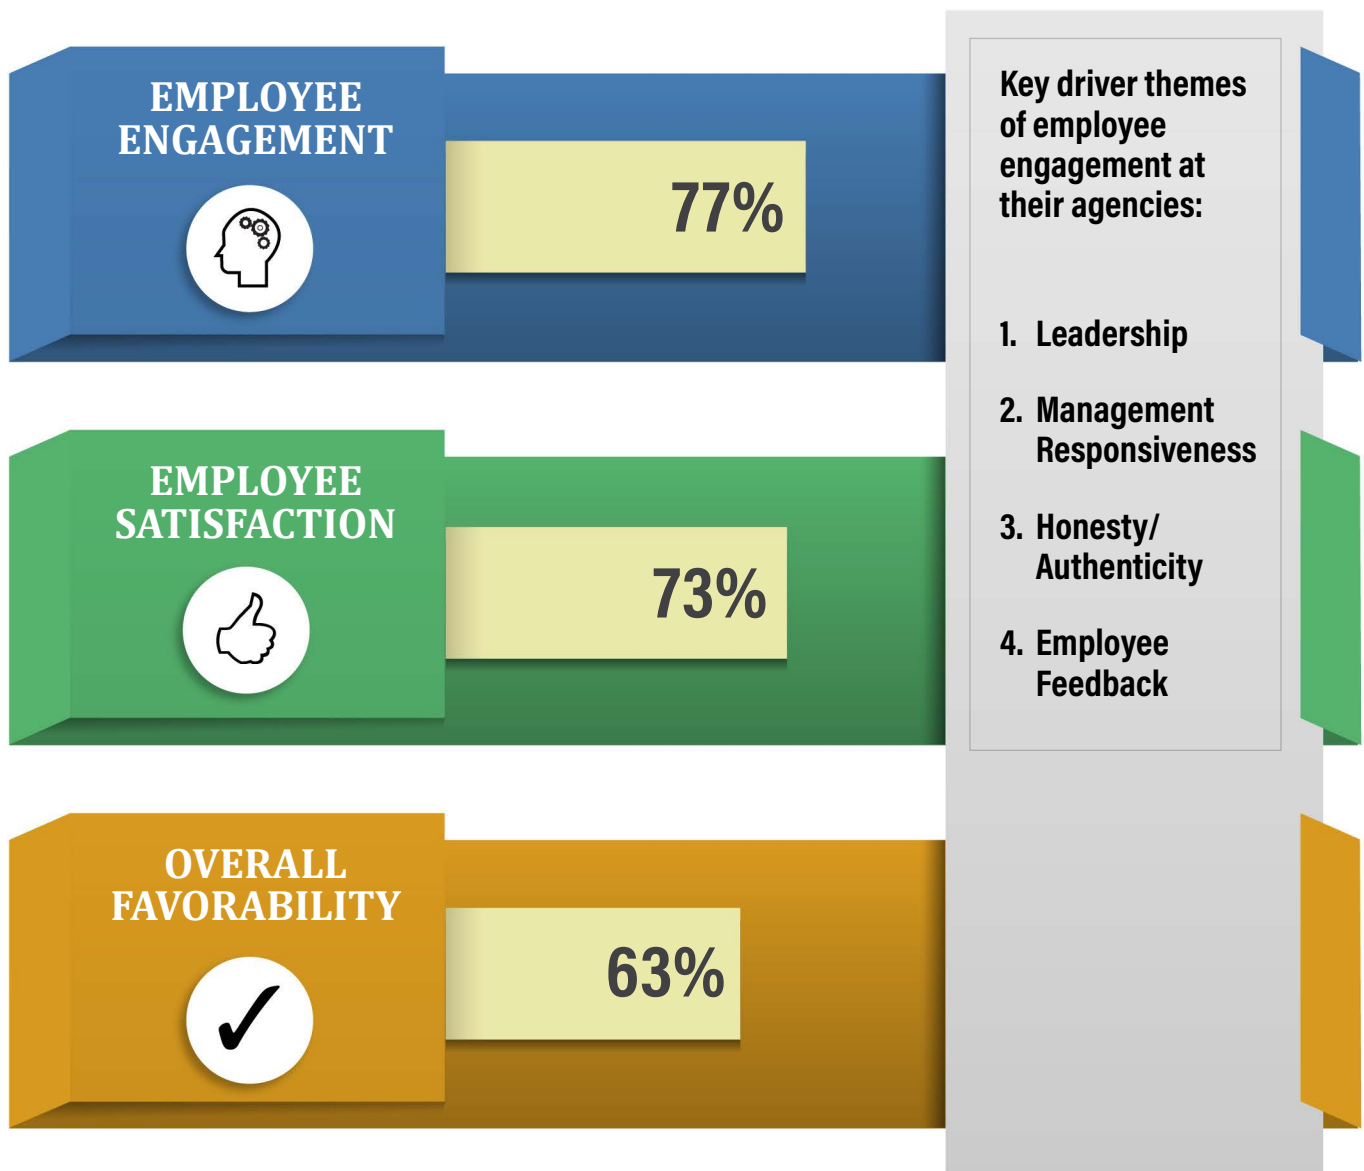 EMPLOYEE
ENGAGEMENT
77%
EMPLOYEE
SATISFACTION
73%
OVERALL
FAVORABILITY
63%
Key driver themes
of employee
engagement at
their agencies:
1. Leadership
2. Management
Responsiveness
3. Honesty/
Authenticity
4. Employee
Feedback